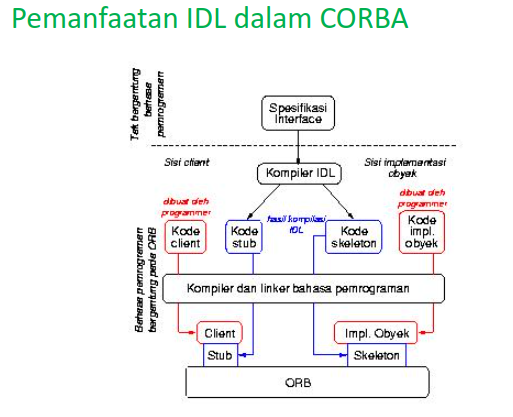 Pemanfaatan IDL dalam CORBA
Tak bergantung
bahasa
pemrograman
Spesifikasi
Interface
Sisi client
Kompiler IDL
Sisi implementasi
obyek
dibuat oleh
programmer
hasil kompilasi
IDL
dibuat oleh
programmer
Kode
client
Kode
stub
Kode
skeleton
Kode
impl.
obyek
Bahasa pemrograman
bergantung pada ORB
Kompiler dan linker bahasa pemrograman
Client
Impl. Obyek
Stub
Skeleton
ORB